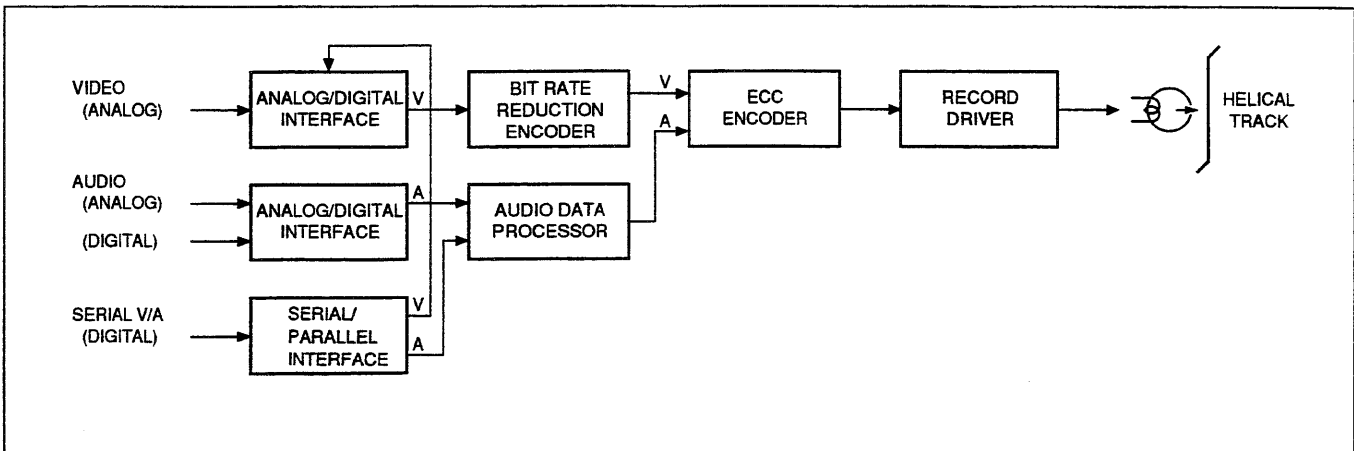 VIDEO
(ANALOG)
ANALOG/DIGITAL
INTERFACE
V
BIT RATE
REDUCTION
ENCODER
V
A
ECC
ENCODER
RECORD
DRIVER
HELICAL
TRACK
AUDIO
(ANALOG)
(DIGITAL)
ANALOG/DIGITAL
INTERFACE
A
AUDIO DATA
PROCESSOR
SERIAL V/A
(DIGITAL)
SERIAL/
PARALLEL
INTERFACE
V
A